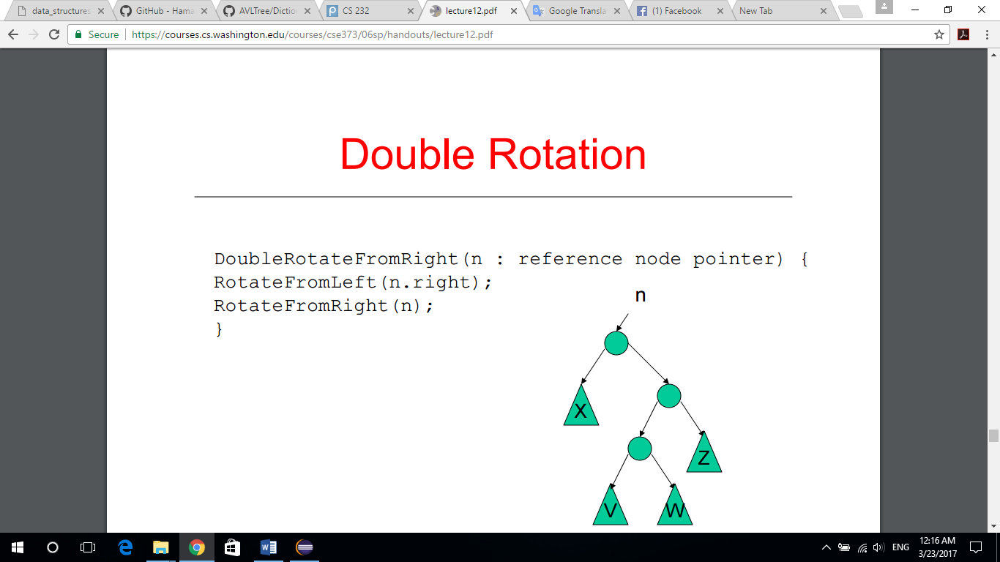 data_structures
GitHub - Hama
AVLTree/Dictio
CS 232
lecture12.pdf
Google Transla
(1) Facebook
New Tab
Secure
https://courses.cs.washington.edu/courses/cse373/06sp/handouts/lecture12.pdf
Double Rotation
DoubleRotateFromRight(n : reference node pointer) {
RotateFromLeft(n.right);
RotateFromRight(n);
}
n
X
Z
V
W
ENG
12:16 AM
3/23/2017